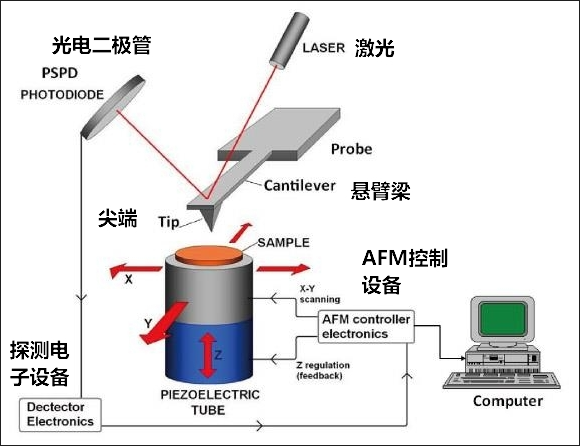 光电二极管
PSPD
PHOTODIODE
LASER
激光
Probe
Cantilever
悬臂梁
尖端
Tip
SAMPLE
X
Y
Z
AFM控制
设备
X-Y
scanning
AFM controller
electronics
Z regulation
(feedback)
探测电
子设备
Dectector
Electronics
PIEZOELECTRIC
TUBE
Computer